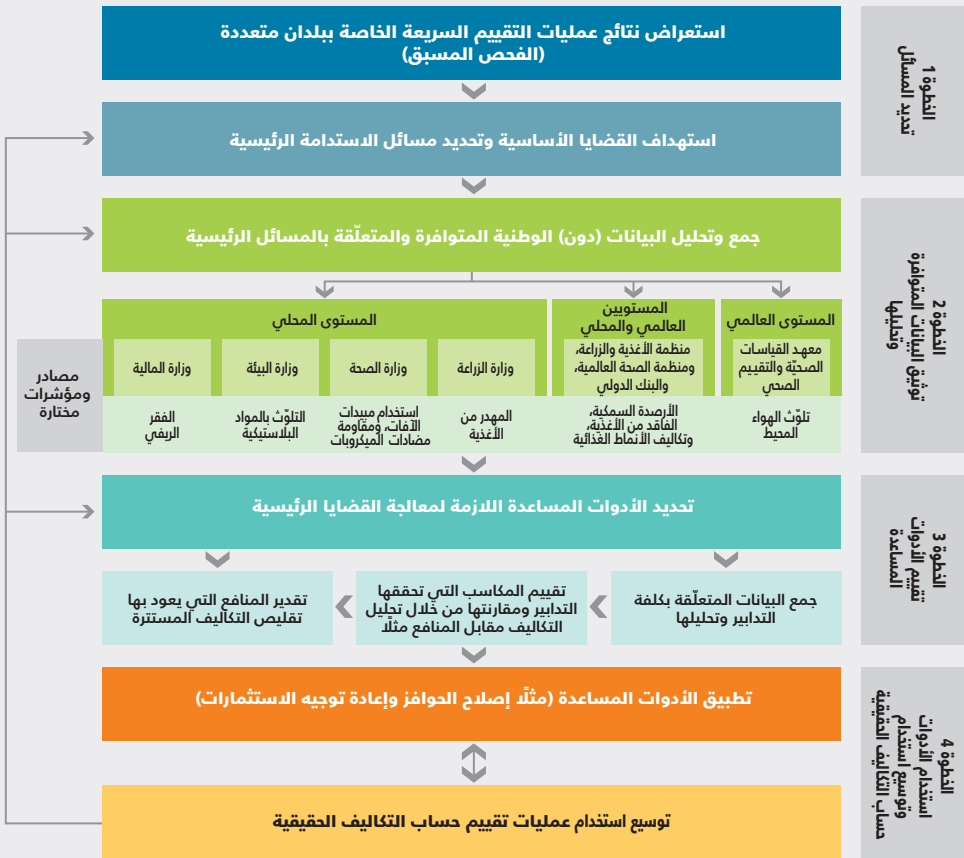 الخطوة 1
تحديد المسائل
استعراض نتائج عمليات التقييم السريعة الخاصة ببلدان متعددة
(الفحص المسبق)
استهداف القضايا الأساسية وتحديد مسائل الاستدامة الرئيسية
الخطوة 2
توثيق البيانات المتوافرة
وتحليلها
جمع وتحليل البيانات (دون) الوطنية المتوافرة والمتعلّقة بالمسائل الرئيسية
المستوى العالمي
معهد القياسات
الصحيّة والتقييم
الصحي
تلوّث الهواء
المحيط
المستويين
العالمي والمحلي
منظمة الأغذية والزراعة،
ومنظمة الصحة العالمية،
والبنك الدولي
الأرصدة السمكية،
الفاقد من الأغذية،
وتكاليف الأنماط الغذائية
المستوى المحلي
وزارة الزراعة
المهدر من
الأغذية
وزارة الصحة
استخدام مبيدات
الآفات، ومقاومة
مضادات الميكروبات
وزارة البيئة
التلوّث بالمواد
البلاستيكية
وزارة المالية
الفقر
الريفي
مصادر
ومؤشرات
مختارة
الخطوة 3
تقييم الأدوات
المساعدة
تحديد الأدوات المساعدة اللازمة لمعالجة القضايا الرئيسية
جمع البيانات المتعلّقة بكلفة
التدابير وتحليلها
تقييم المكاسب التي تحققها
التدابير ومقارنتها من خلال تحليل
التكاليف مقابل المنافع مثلًا
تقدير المنافع التي يعود بها
تقليص التكاليف المستترة
الخطوة 4
استخدام الأدوات
وتوسيع استخدام
حساب التكاليف الحقيقية
تطبيق الأدوات المساعدة (مثلًا إصلاح الحوافز وإعادة توجيه الاستثمارات)
توسيع استخدام عمليات تقييم حساب التكاليف الحقيقية